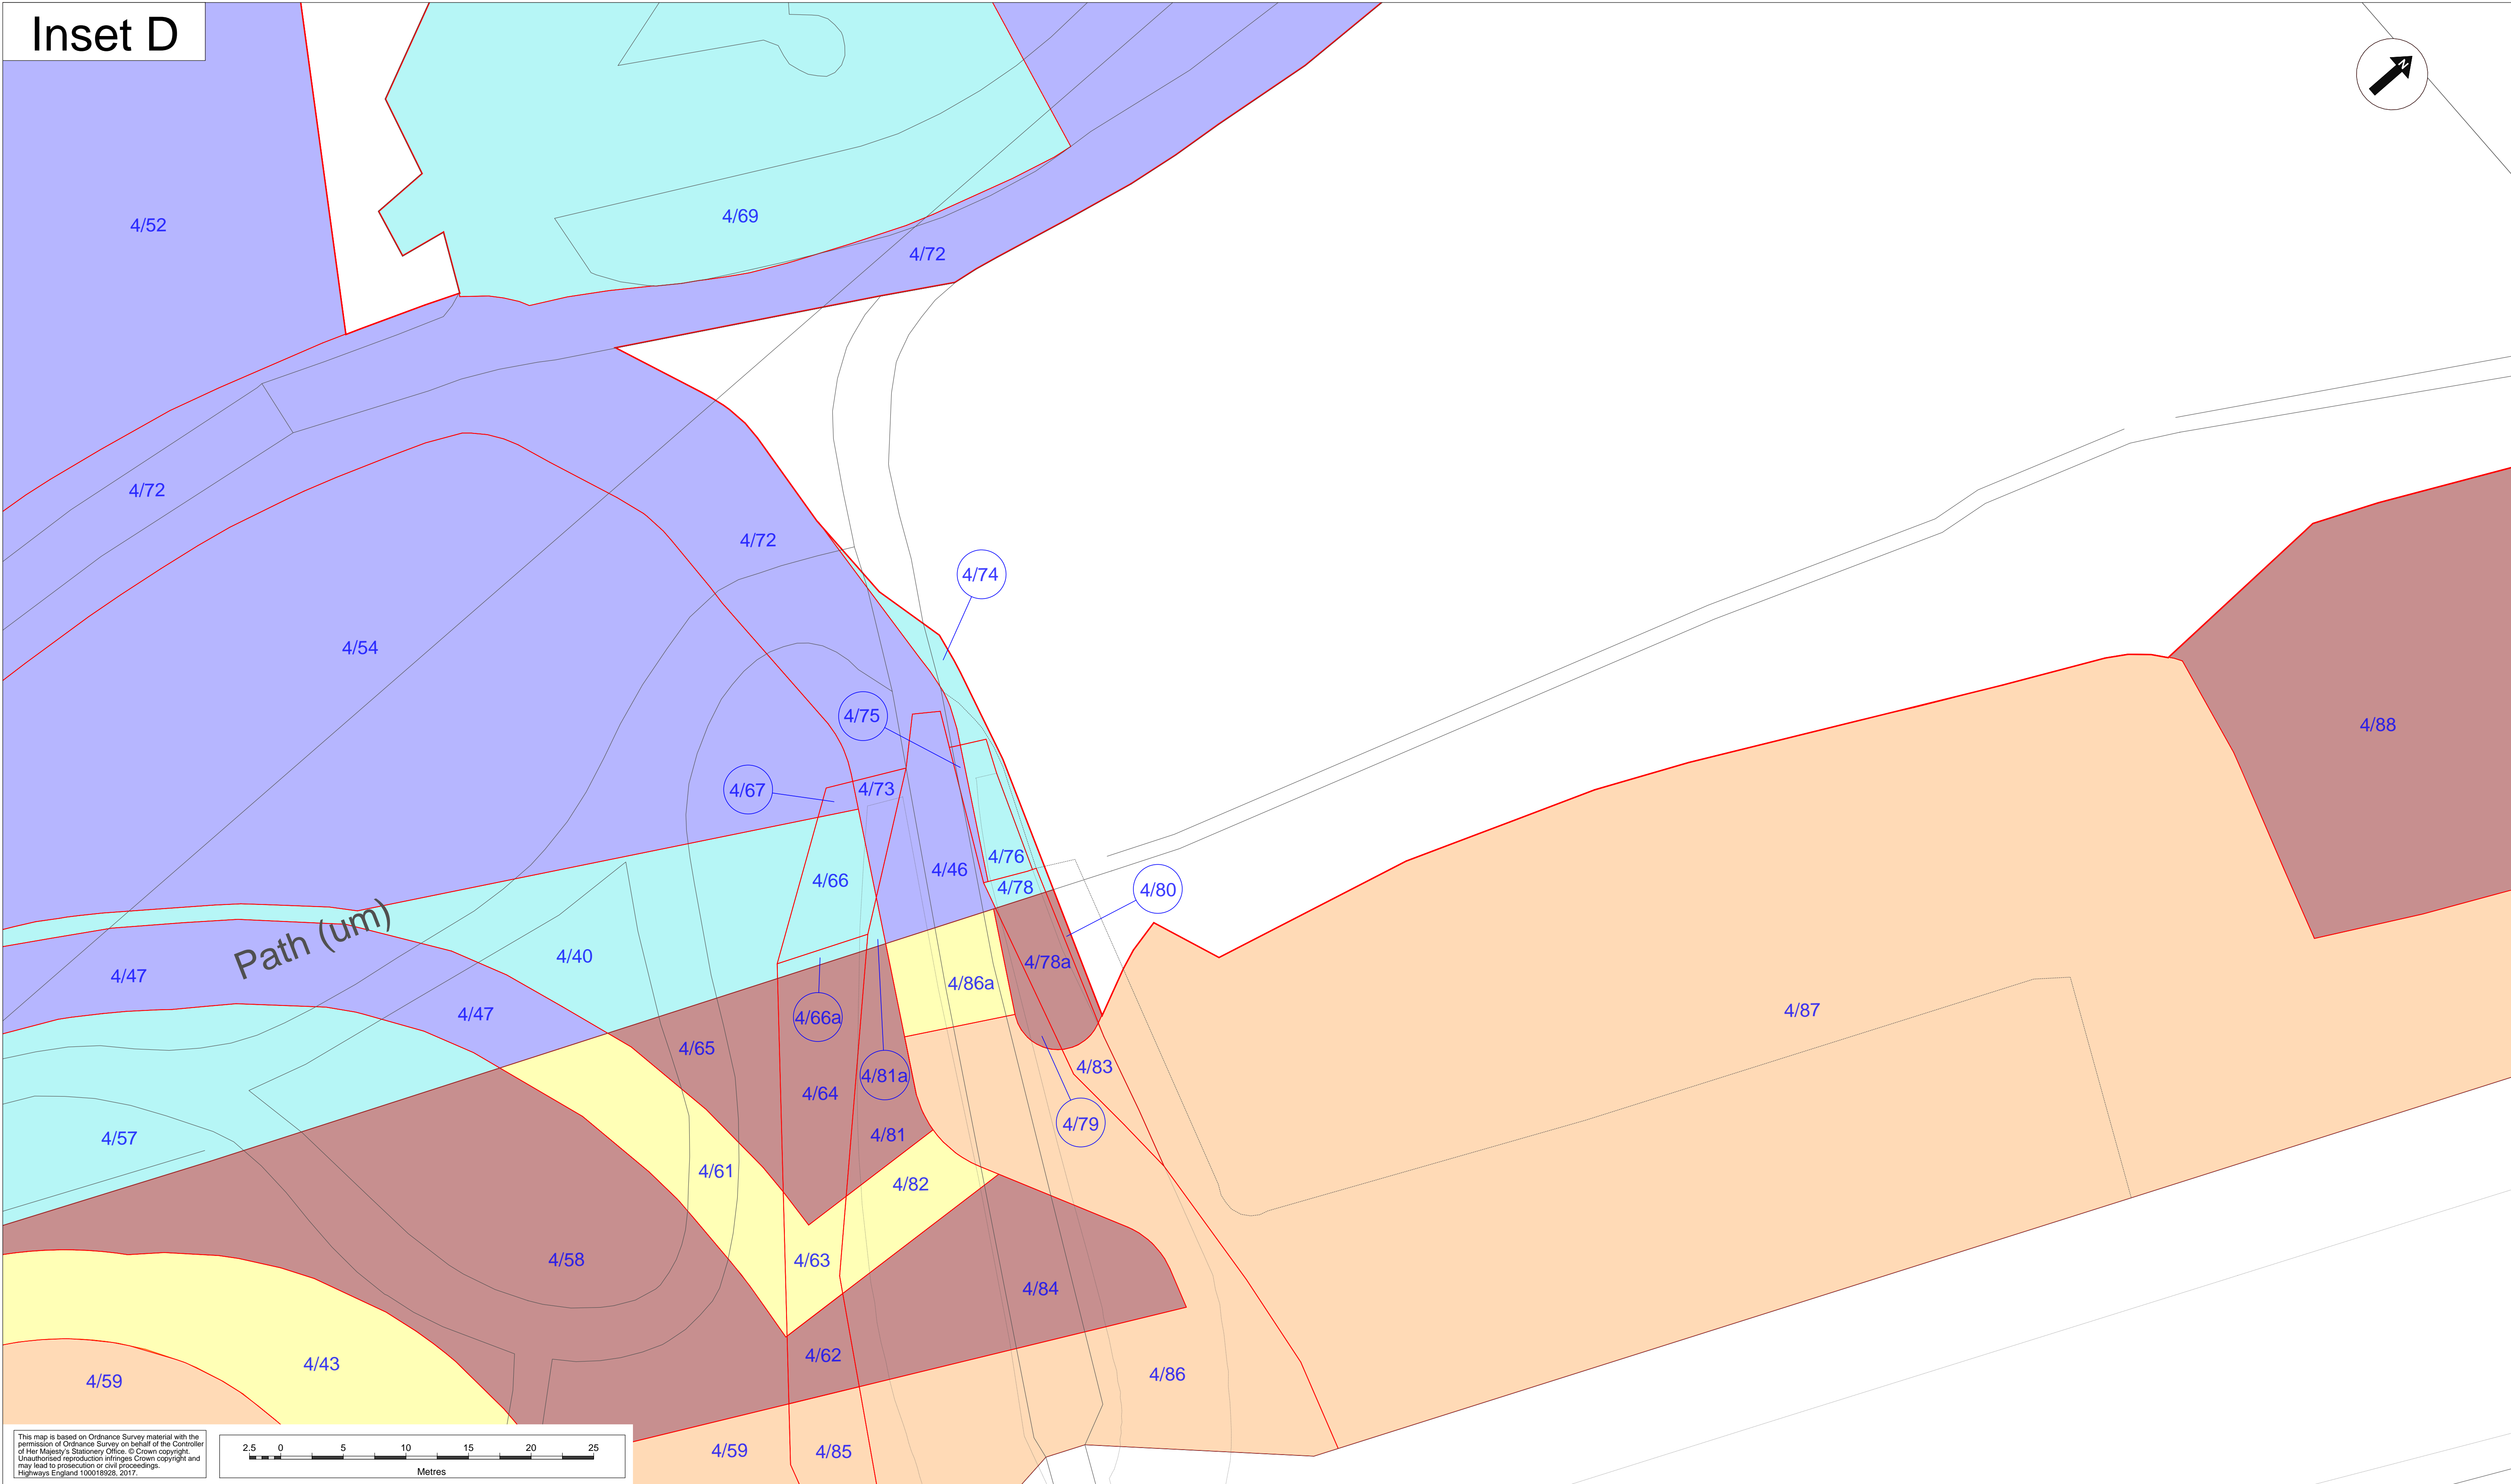 Inset D
N
4/52
4/69
4/72
4/72
4/72
4/74
4/54
4/75
4/88
4/67
4/73
4/76
4/46
4/66
4/78
4/80
Path (um)
4/40
4/47
4/78a
4/86a
4/87
4/47
4/66a
4/65
4/83
4/81a
4/64
4/79
4/81
4/57
4/61
4/82
4/58
4/63
4/84
4/62
4/43
4/86
4/59
4/59
4/85
This map is based on Ordnance Survey material with the
permission of Ordnance Survey on behalf of the Controller
of Her Majesty's Stationery Office. © Crown copyright.
Unauthorised reproduction infringes Crown copyright and
may lead to prosecution or civil proceedings.
Highways England 100018928, 2017.
2.5 0 5 10 15 20 25
Metres